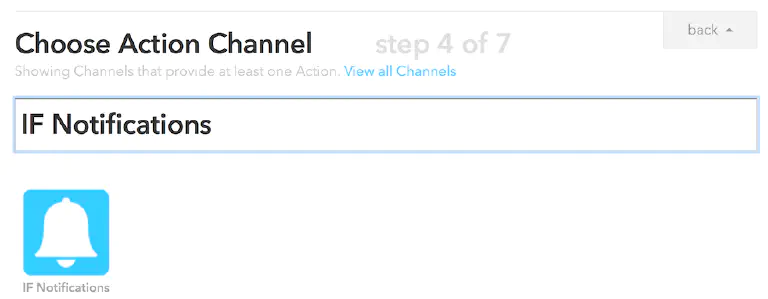 back
Choose Action Channel step 4 of 7
Showing Channels that provide at least one Action. View all Channels
IF Notifications
IF Notifications